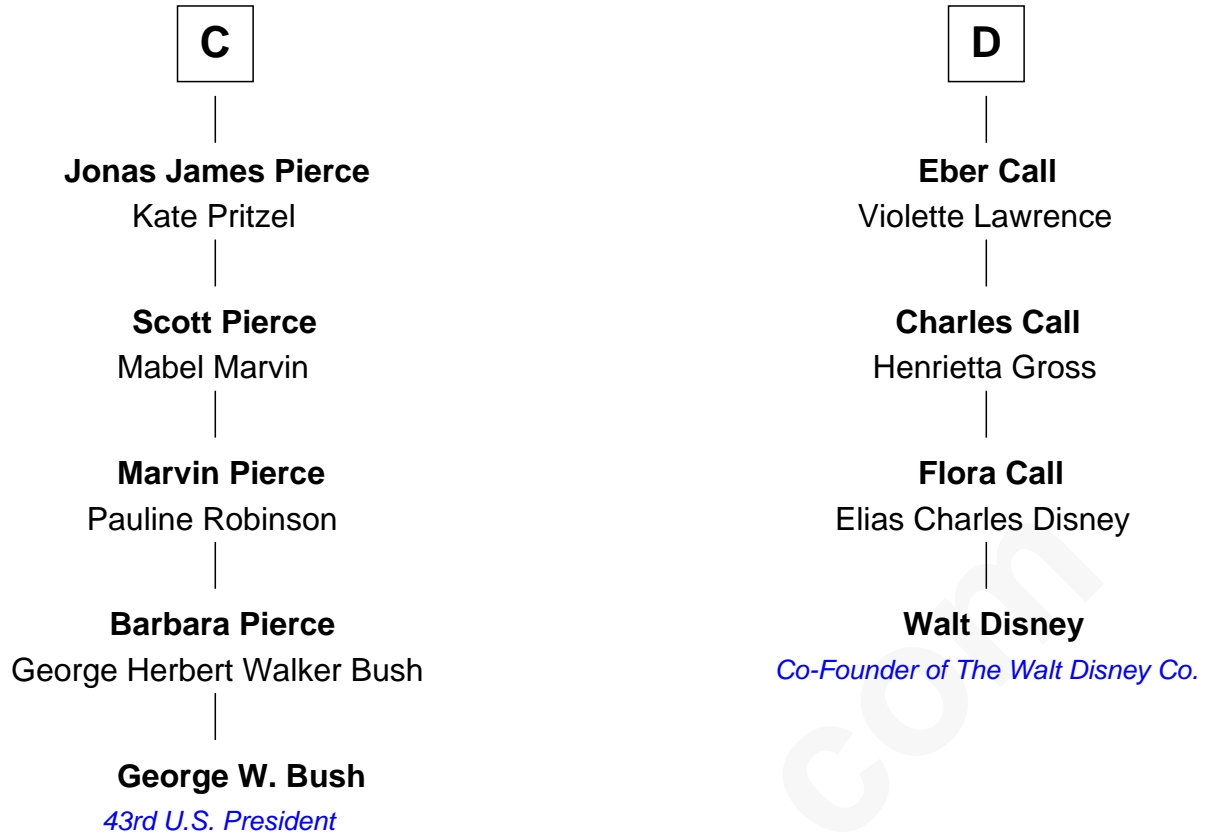 C
Jonas James Pierce
Kate Pritzel
Scott Pierce
Mabel Marvin
Marvin Pierce
Pauline Robinson
Barbara Pierce
George Herbert Walker Bush
George W. Bush
43rd U.S. President
D
Eber Call
Violette Lawrence
Charles Call
Henrietta Gross
Flora Call
Elias Charles Disney
Walt Disney
Co-Founder of The Walt Disney Co.
com